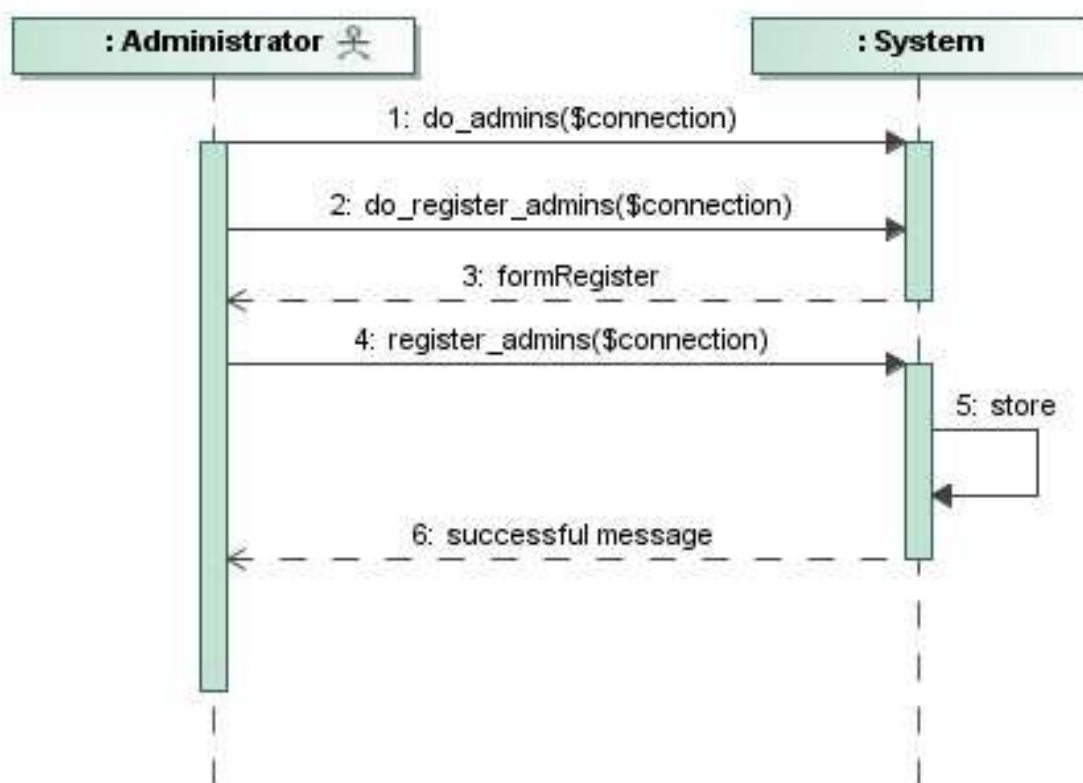 : Administrator
: System
1: do_admins($connection)
2: do_register_admins($connection)
3: formRegister
4: register_admins($connection)
5: store
6: successful message